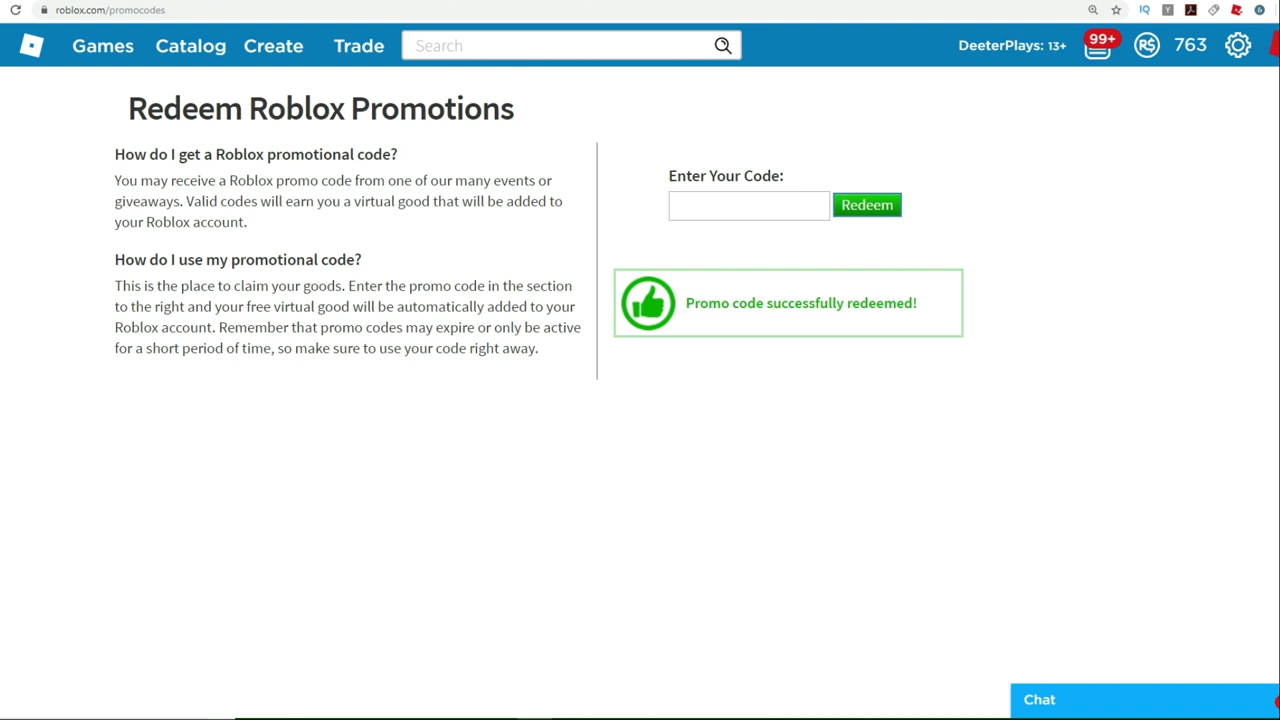 roblox.com/promocodes
Games Catalog Create Trade Search DeeterPlays: 13+ 99+ R$ 763
Redeem Roblox Promotions
How do I get a Roblox promotional code?
You may receive a Roblox promo code from one of our many events or
giveaways. Valid codes will earn you a virtual good that will be added to
your Roblox account.
How do I use my promotional code?
This is the place to claim your goods. Enter the promo code in the section
to the right and your free virtual good will be automatically added to your
Roblox account. Remember that promo codes may expire or only be active
for a short period of time, so make sure to use your code right away.
Enter Your Code:
Redeem
Promo code successfully redeemed!
Chat